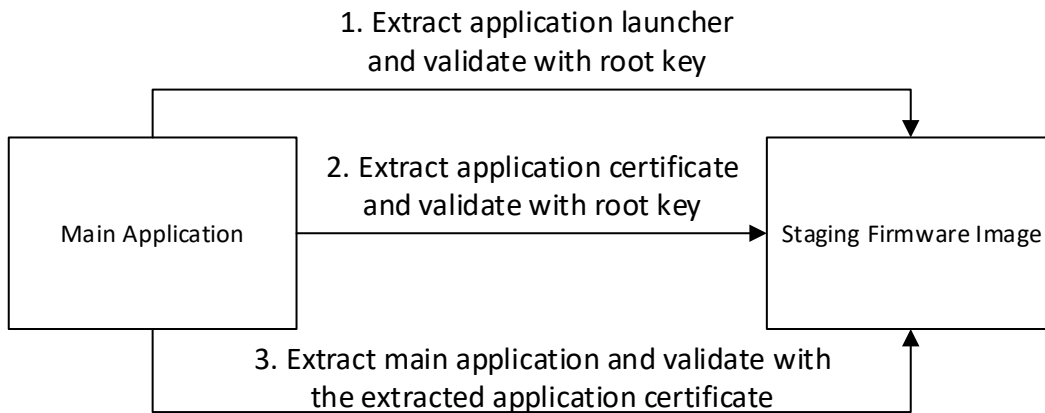 1. Extract application launcher
and validate with root key
2. Extract application certificate
and validate with root key
Main Application
Staging Firmware Image
3. Extract main application and validate with
the extracted application certificate